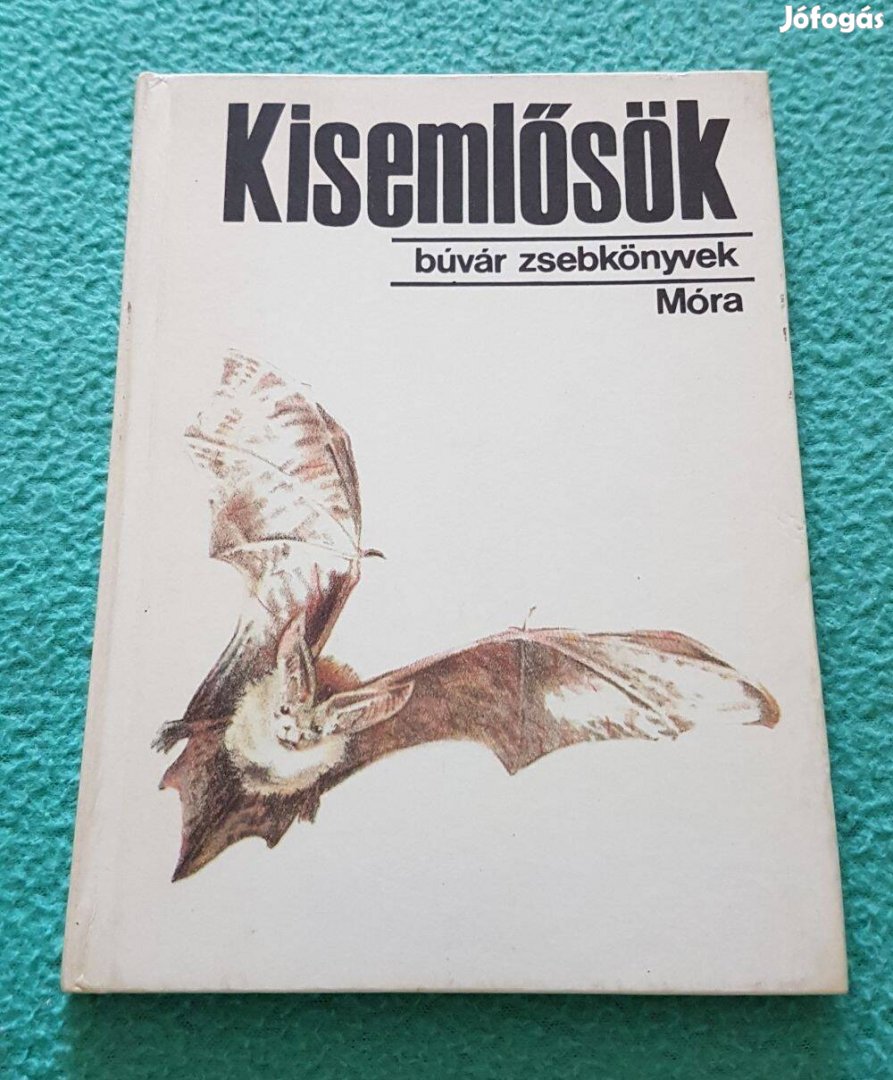 Jófogás
Kisemlősök
búvár zsebkönyvek
Móra